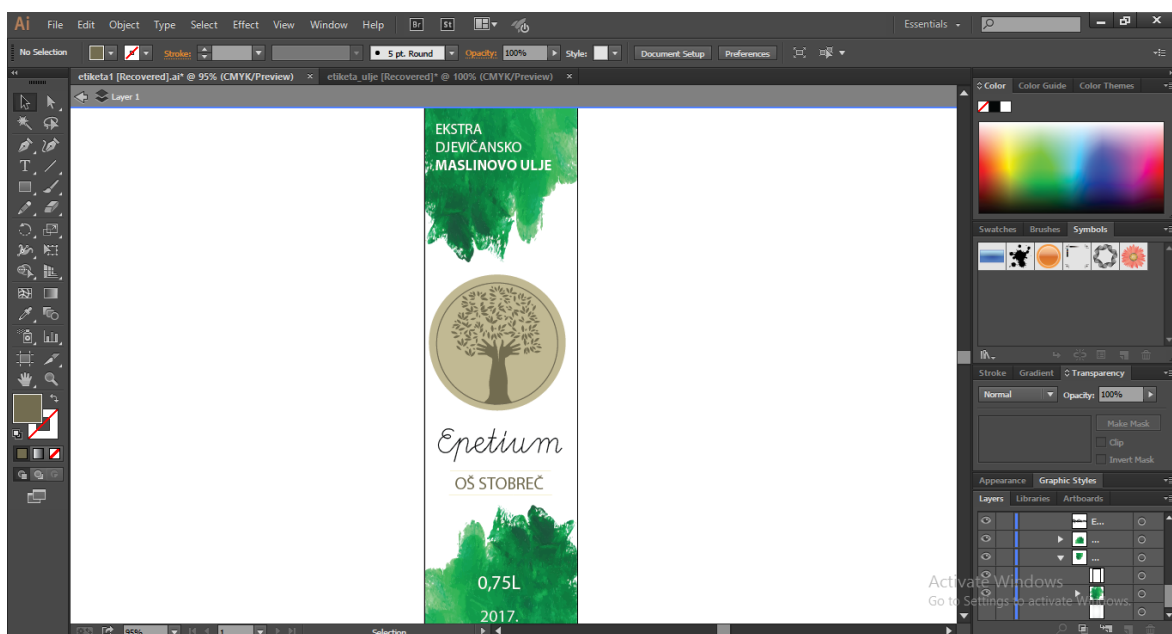 Ai File Edit Object Type Select Effect View Window Help Br St Essentials
No Selection Stroke: 5 pt. Round Opacity: 100% Style: Document Setup Preferences
etiketa1 [Recovered].ai* @ 95% (CMYK/Preview) × etiketa_ulje [Recovered]* @ 100% (CMYK/Preview) ×
Layer 1
EKSTRA
DJEVIČANSKO
MASLINOVO ULJE
Epetium
OŠ STOBREČ
0,75L
2017.
Color Color Guide Color Themes
Swatches Brushes Symbols
Stroke Gradient Transparency
Normal Opacity: 100%
Make Mask
Clip
Invert Mask
Appearance Graphic Styles
Layers Libraries Artboards
E...
...
...
Activate Windows
Go to Settings to activate Windows.
95% 1 Selection